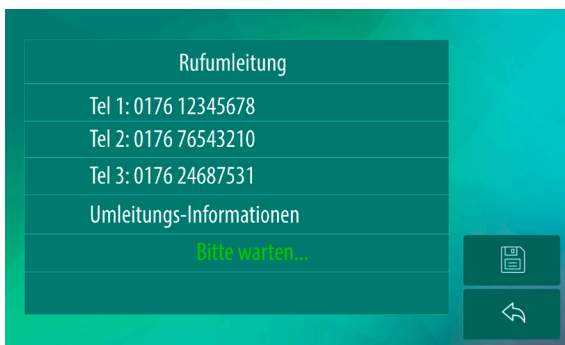 Rufumleitung
Tel 1: 0176 12345678
Tel 2: 0176 76543210
Tel 3: 0176 24687531
Umleitungs-Informationen
Bitte warten...